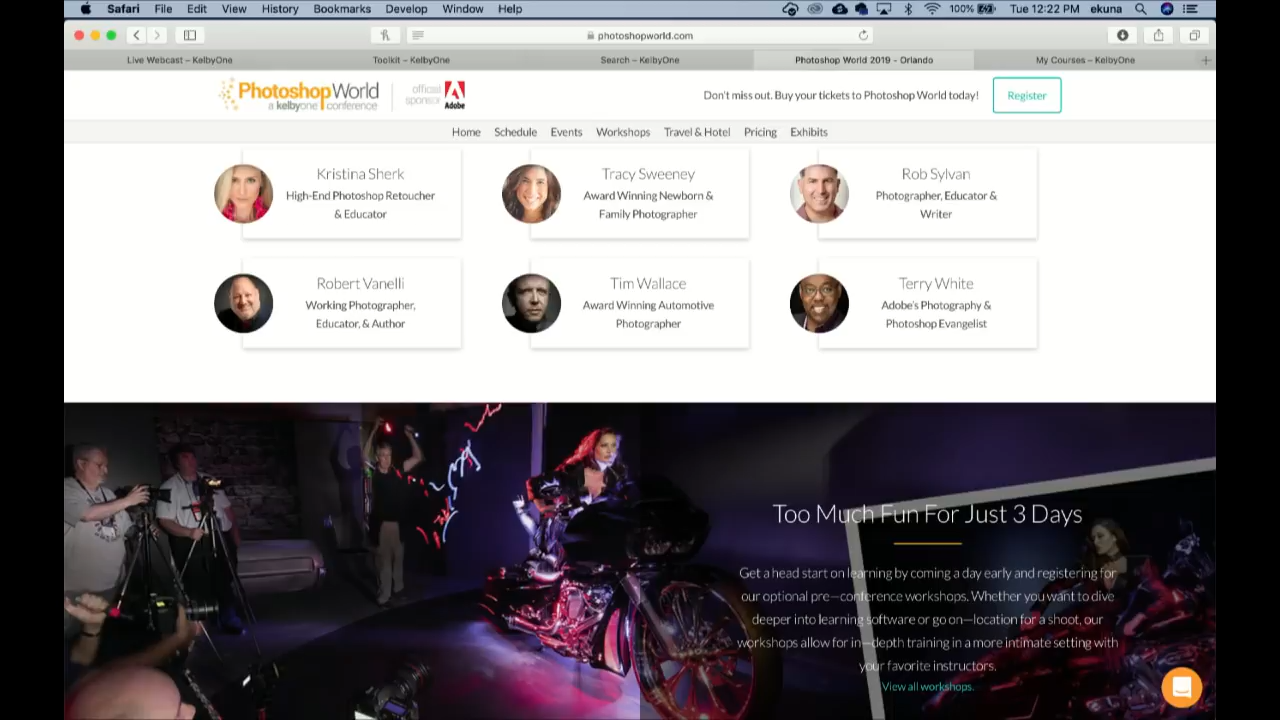 Safari File Edit View History Bookmarks Develop Window Help 100% Tue 12:22 PM ekuna
photoshopworld.com
Live Webcast – KelbyOne Toolkit – KelbyOne Search – KelbyOne Photoshop World 2019 - Orlando My Courses – KelbyOne
PhotoshopWorld
a kelbyone conference
official
sponsor
Adobe
Don't miss out. Buy your tickets to Photoshop World today!
Register
Home Schedule Events Workshops Travel & Hotel Pricing Exhibits
Kristina Sherk
High-End Photoshop Retoucher
& Educator
Tracy Sweeney
Award Winning Newborn &
Family Photographer
Rob Sylvan
Photographer, Educator &
Writer
Robert Vanelli
Working Photographer,
Educator, & Author
Tim Wallace
Award Winning Automotive
Photographer
Terry White
Adobe's Photography &
Photoshop Evangelist
Too Much Fun For Just 3 Days
Get a head start on learning by coming a day early and registering for
our optional pre—conference workshops. Whether you want to dive
deeper into learning software or go on—location for a shoot, our
workshops allow for in—depth training in a more intimate setting with
your favorite instructors.
View all workshops.